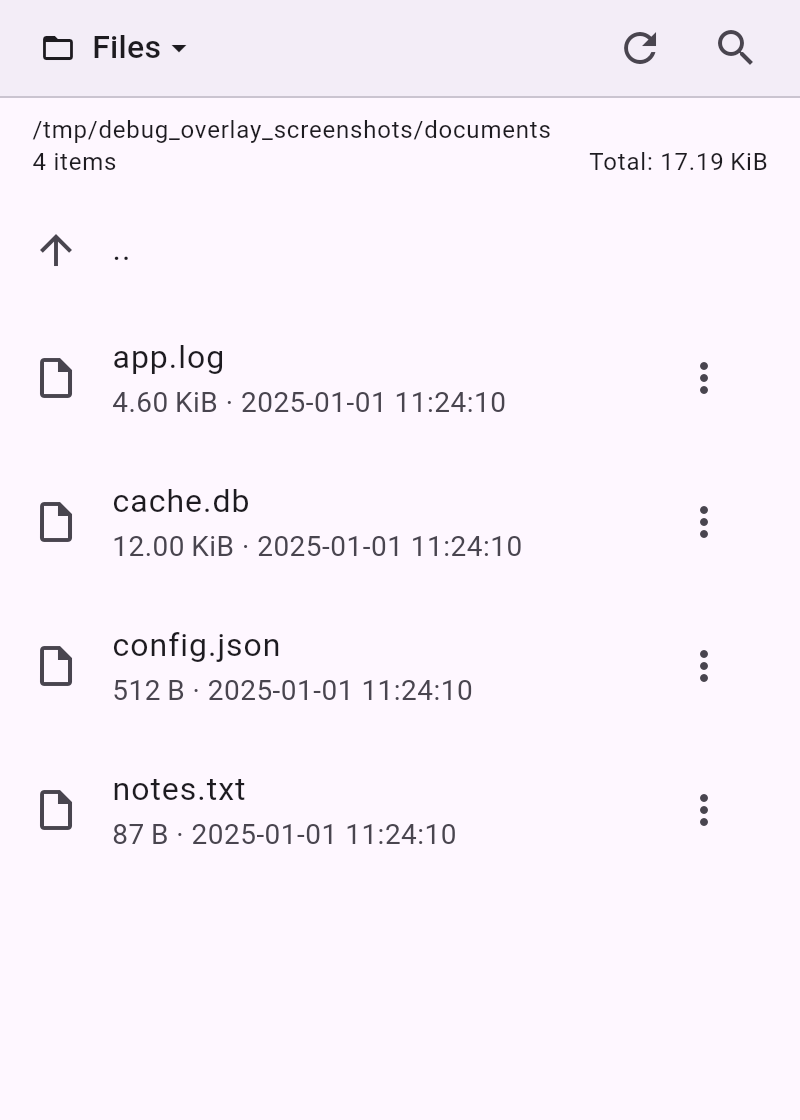 Files
/tmp/debug_overlay_screenshots/documents
4 items
Total: 17.19 KiB
..
app.log
4.60 KiB · 2025-01-01 11:24:10
cache.db
12.00 KiB · 2025-01-01 11:24:10
config.json
512 B · 2025-01-01 11:24:10
notes.txt
87 B · 2025-01-01 11:24:10